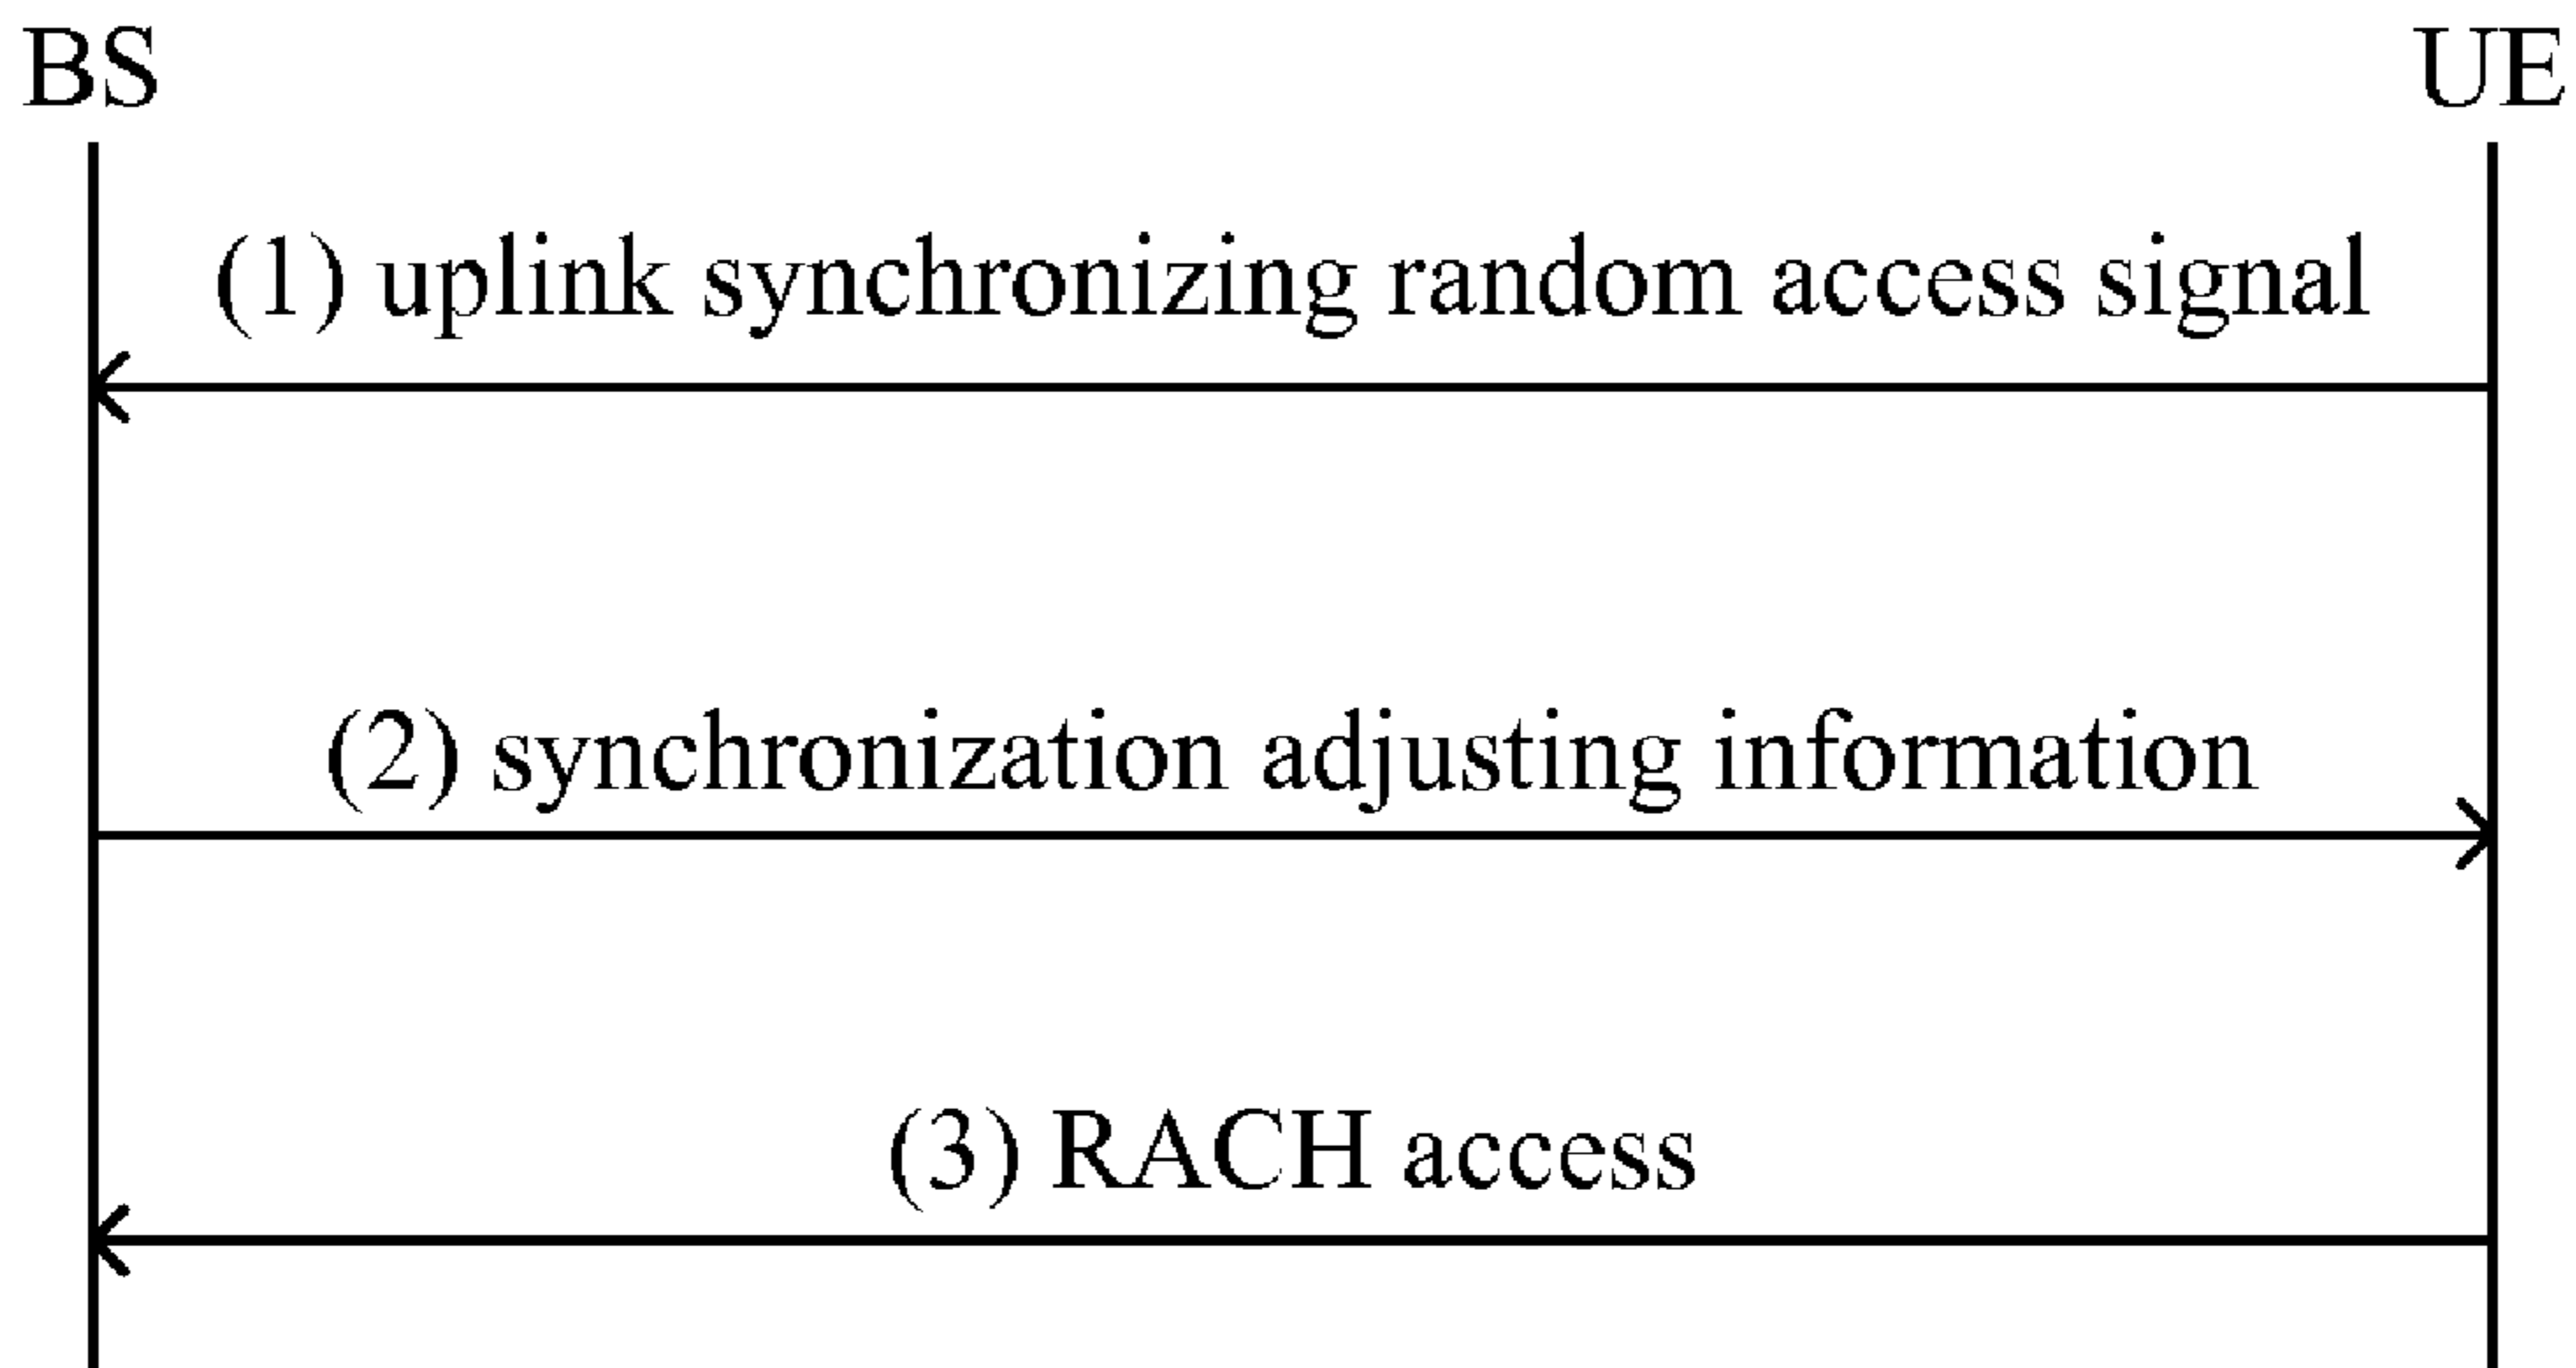 BS
UE
(1) uplink synchronizing random access signal
(2) synchronization adjusting information
(3) RACH access